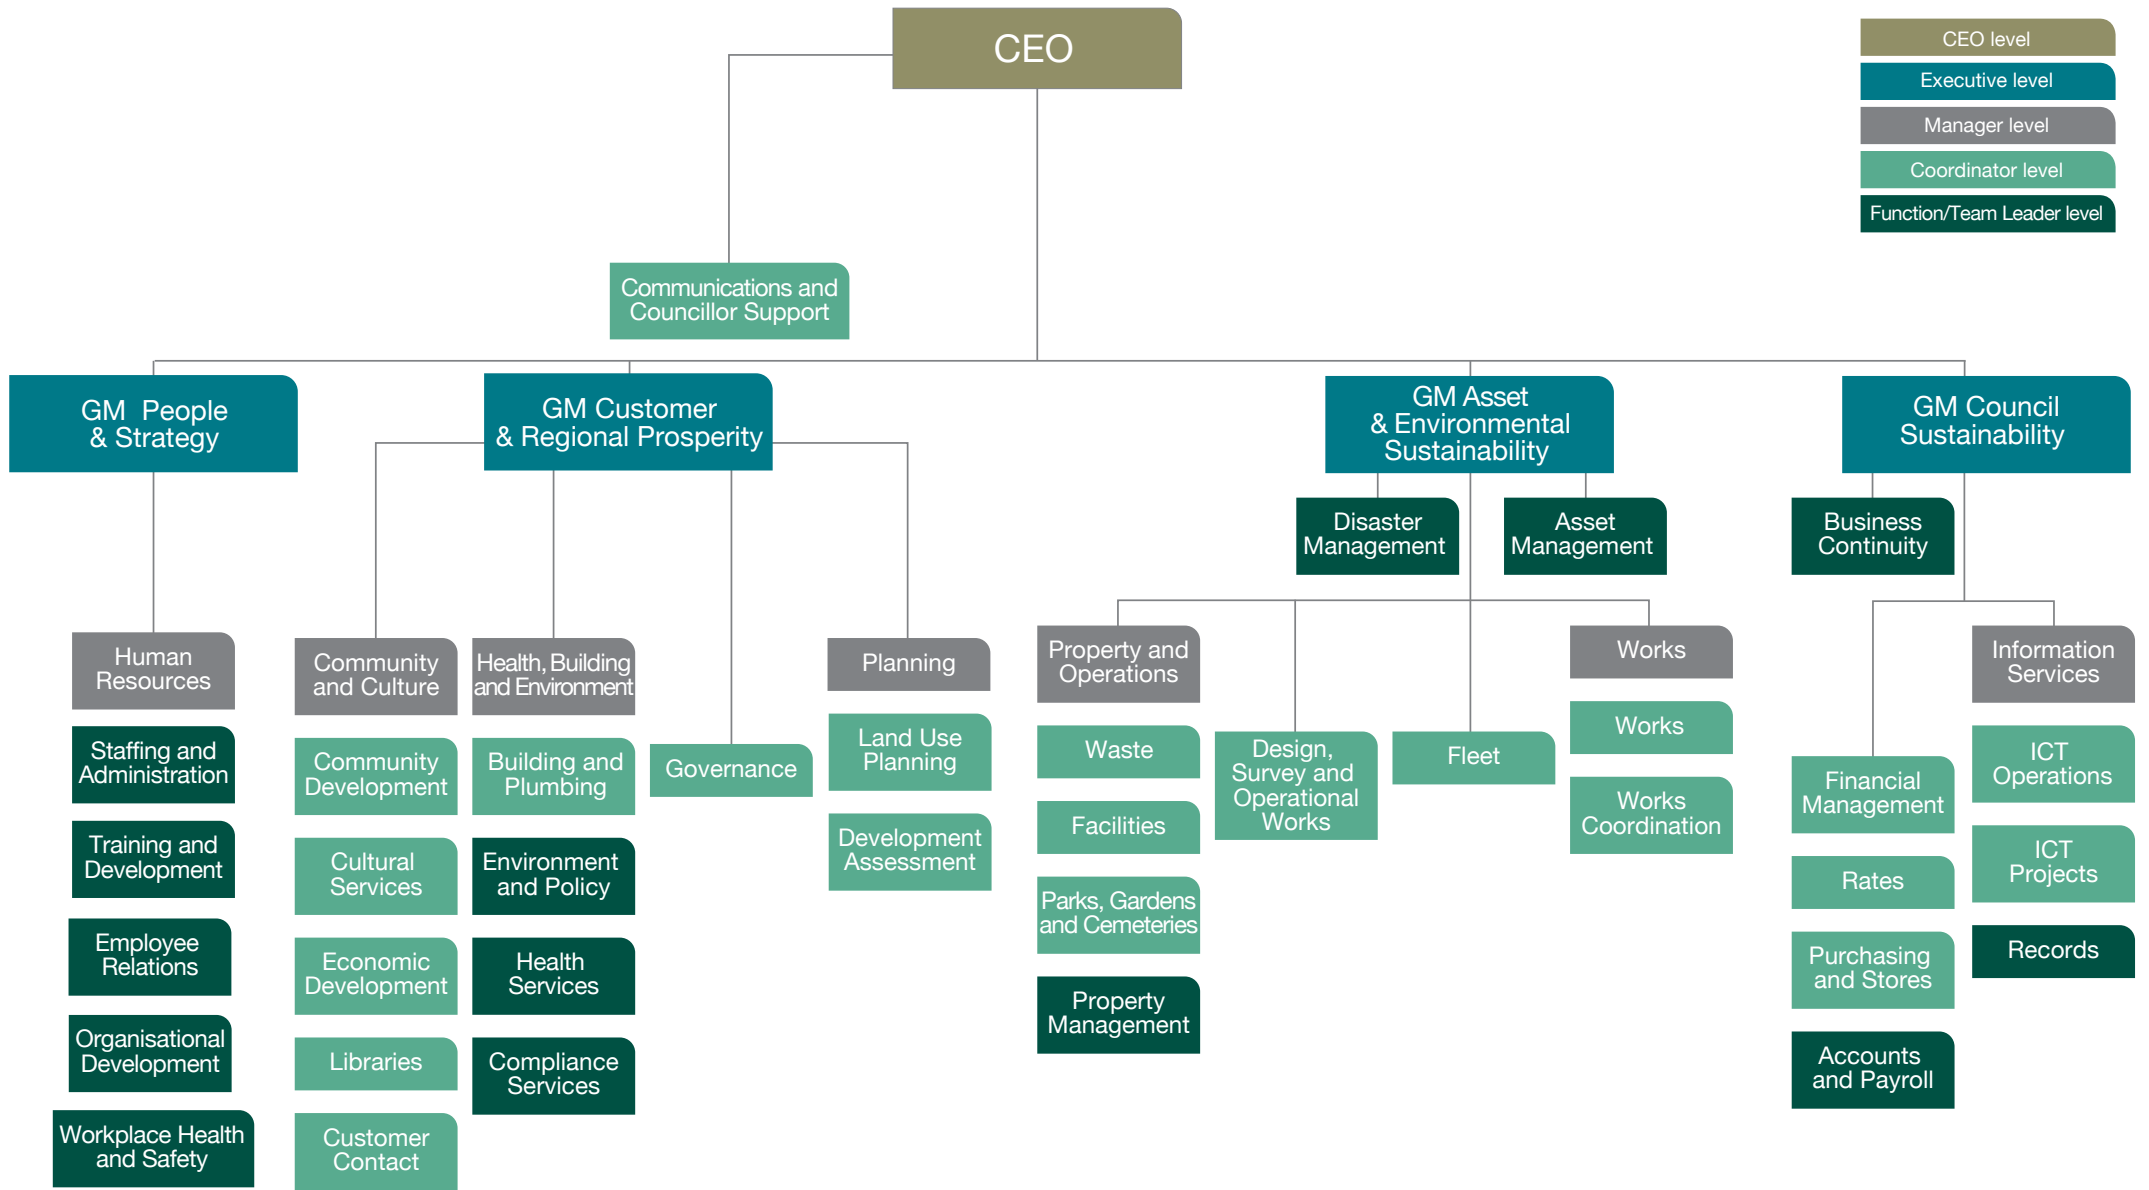 CEO
CEO level
Executive level
Manager level
Coordinator level
Function/Team Leader level
Communications and
Councillor Support
GM People
& Strategy
GM Customer
& Regional Prosperity
GM Asset
& Environmental
Sustainability
GM Council
Sustainability
Disaster
Management
Asset
Management
Business
Continuity
Human
Resources
Staffing and
Administration
Training and
Development
Employee
Relations
Organisational
Development
Workplace Health
and Safety
Community
and Culture
Community
Development
Cultural
Services
Economic
Development
Libraries
Customer
Contact
Health, Building
and Environment
Building and
Plumbing
Environment
and Policy
Health
Services
Compliance
Services
Governance
Planning
Land Use
Planning
Development
Assessment
Property and
Operations
Waste
Facilities
Parks, Gardens
and Cemeteries
Property
Management
Design,
Survey and
Operational
Works
Fleet
Works
Works
Works
Coordination
Financial
Management
Rates
Purchasing
and Stores
Accounts
and Payroll
Information
Services
ICT
Operations
ICT
Projects
Records